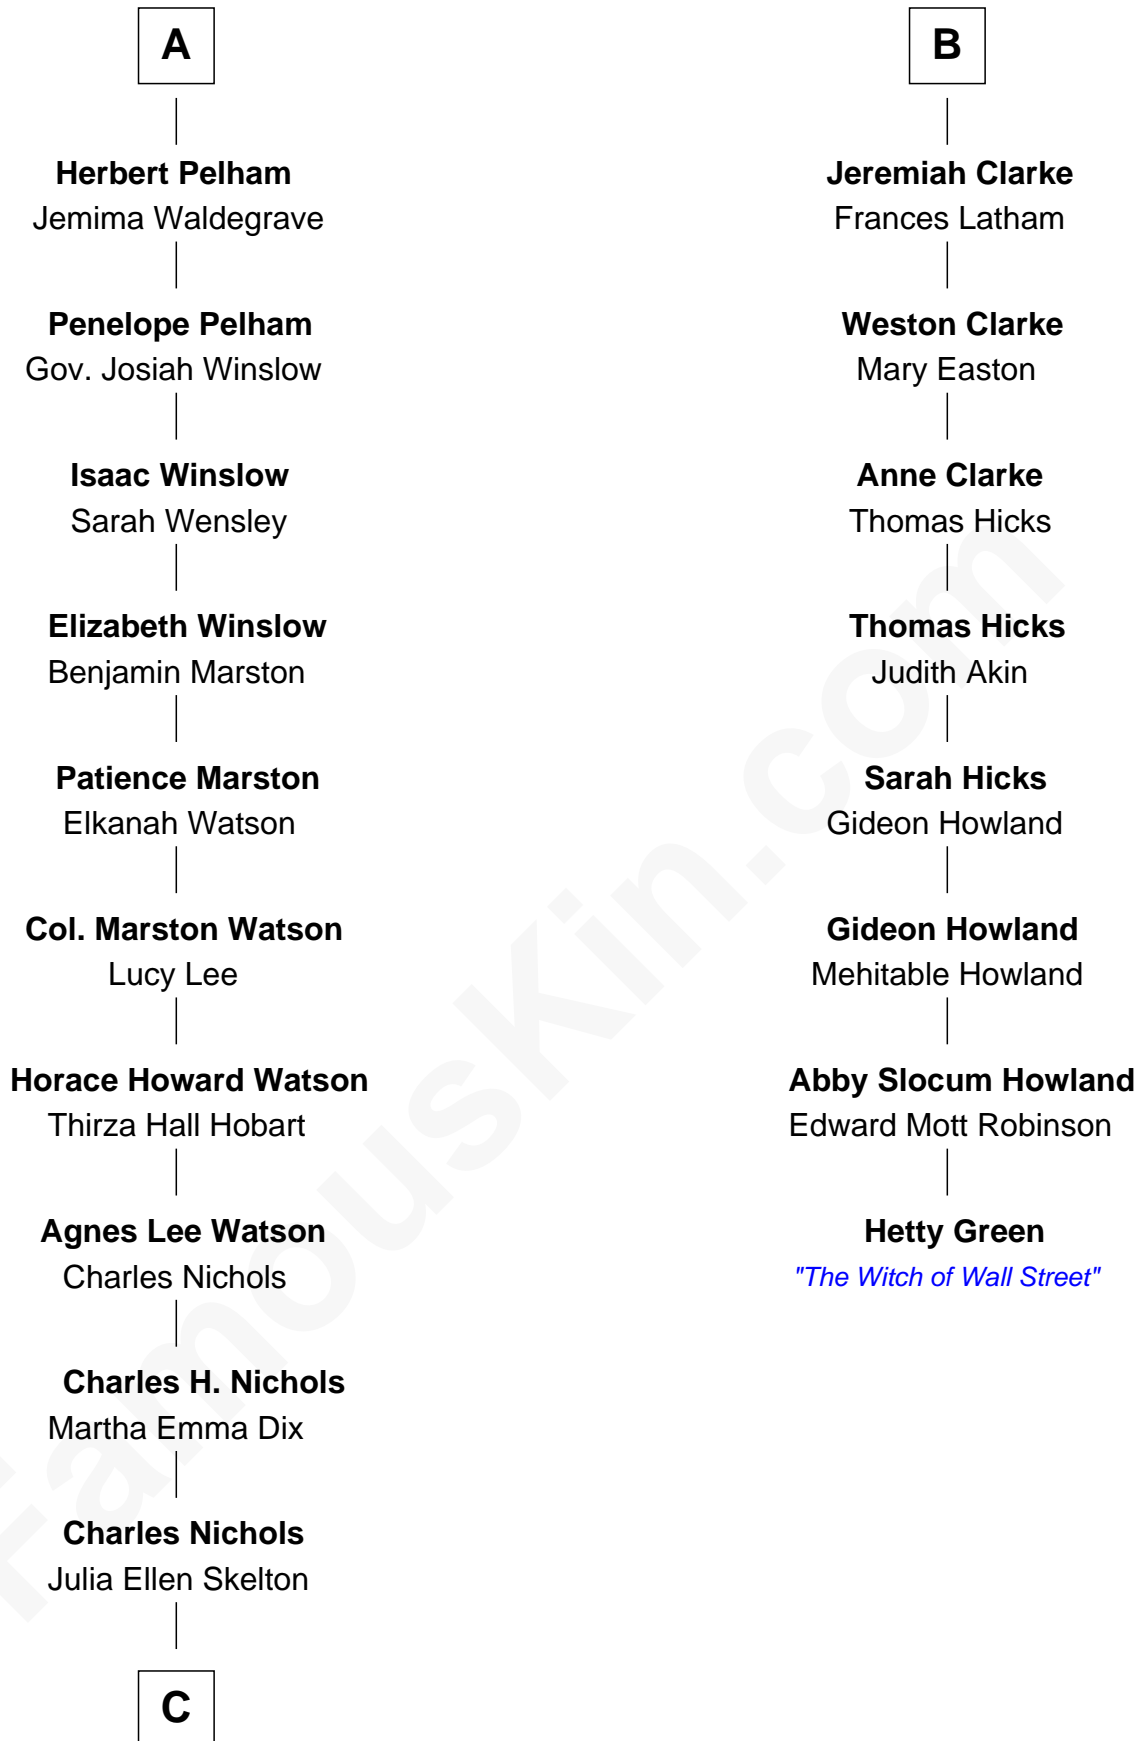 A
Herbert Pelham
Jemima Waldegrave
Penelope Pelham
Gov. Josiah Winslow
Isaac Winslow
Sarah Wensley
Elizabeth Winslow
Benjamin Marston
Patience Marston
Elkanah Watson
Col. Marston Watson
Lucy Lee
Horace Howard Watson
Thirza Hall Hobart
Agnes Lee Watson
Charles Nichols
Charles H. Nichols
Martha Emma Dix
Charles Nichols
Julia Ellen Skelton
C
B
Jeremiah Clarke
Frances Latham
Weston Clarke
Mary Easton
Anne Clarke
Thomas Hicks
Thomas Hicks
Judith Akin
Sarah Hicks
Gideon Howland
Gideon Howland
Mehitable Howland
Abby Slocum Howland
Edward Mott Robinson
Hetty Green
"The Witch of Wall Street"
FamousKin.com